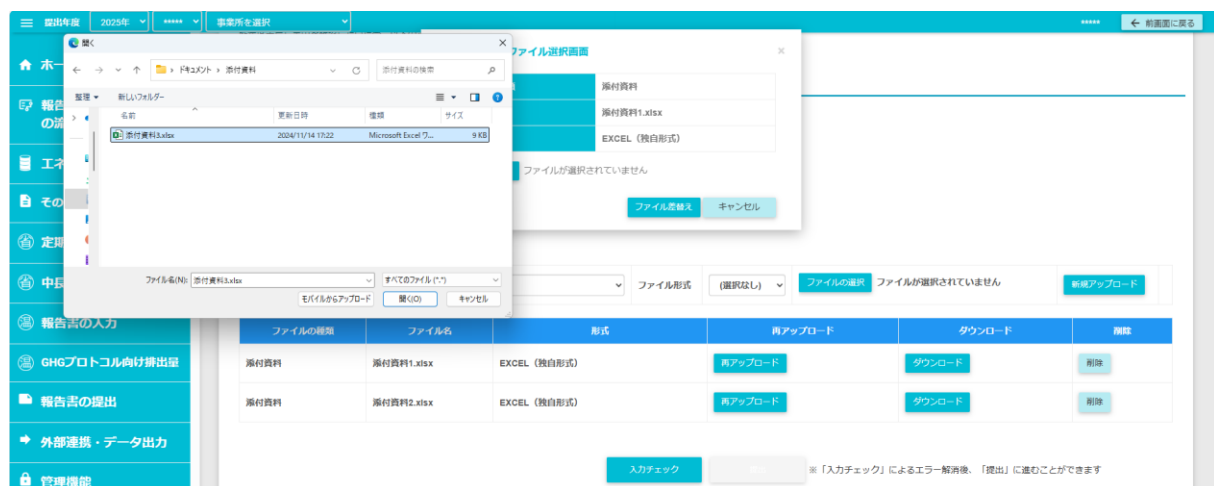 提出年度 2025年 ***** 事業所を選択 ***** ← 前画面に戻る
開く
ドキュメント › 添付資料 添付資料の検索
整理 新しいフォルダー
名前 更新日時 種類 サイズ
添付資料3.xlsx 2024/11/14 17:22 Microsoft Excel ワ... 9 KB
ファイル名(N): 添付資料3.xlsx すべてのファイル (*.*)
モバイルからアップロード 開く(O) キャンセル
ファイル選択画面 ×
添付資料
添付資料1.xlsx
EXCEL（独自形式）
ファイルが選択されていません
ファイル差替え キャンセル
ホー
報告
の流
エネ
その
定期
中長
報告書の入力
GHGプロトコル向け排出量
報告書の提出
外部連携・データ出力
管理機能
ファイル形式 (選択なし) ファイルの選択 ファイルが選択されていません 新規アップロード
ファイルの種類 ファイル名 形式 再アップロード ダウンロード 削除
添付資料 添付資料1.xlsx EXCEL（独自形式） 再アップロード ダウンロード 削除
添付資料 添付資料2.xlsx EXCEL（独自形式） 再アップロード ダウンロード 削除
入力チェック ※「入力チェック」によるエラー解消後、「提出」に進むことができます